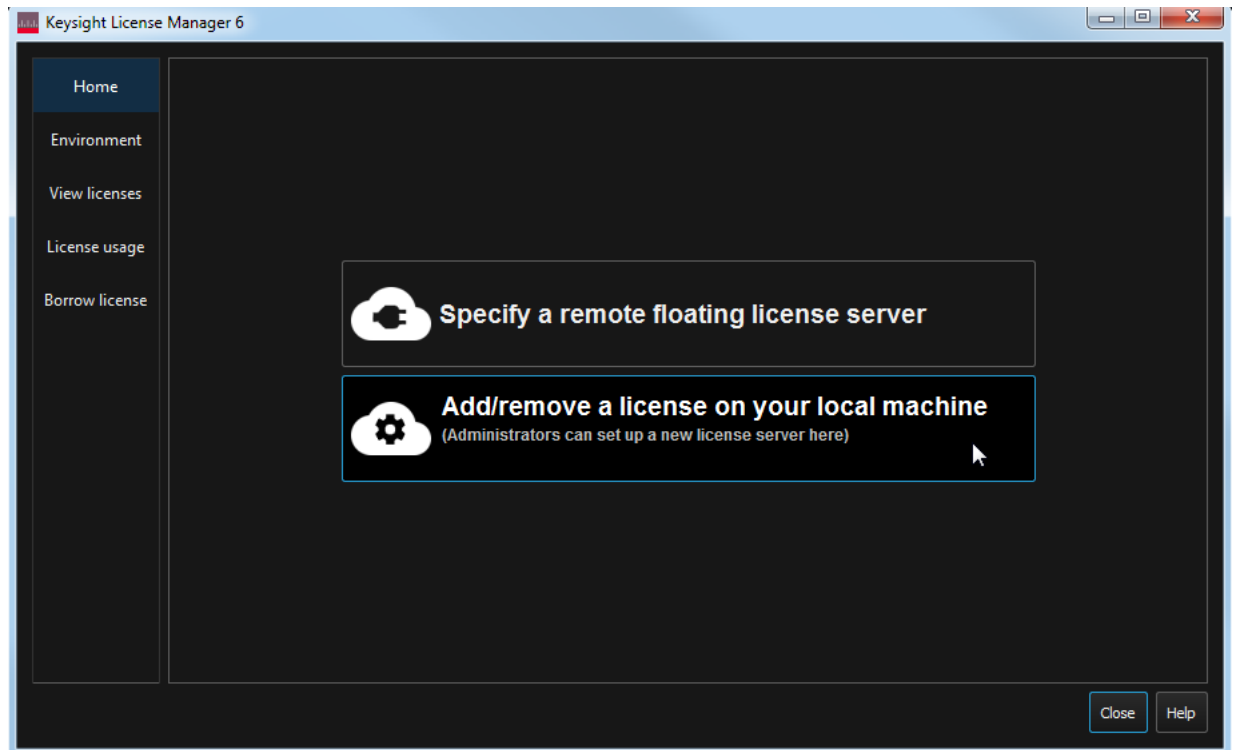 Keysight License Manager 6
Home
Environment
View licenses
License usage
Borrow license
Specify a remote floating license server
Add/remove a license on your local machine
(Administrators can set up a new license server here)
Close
Help